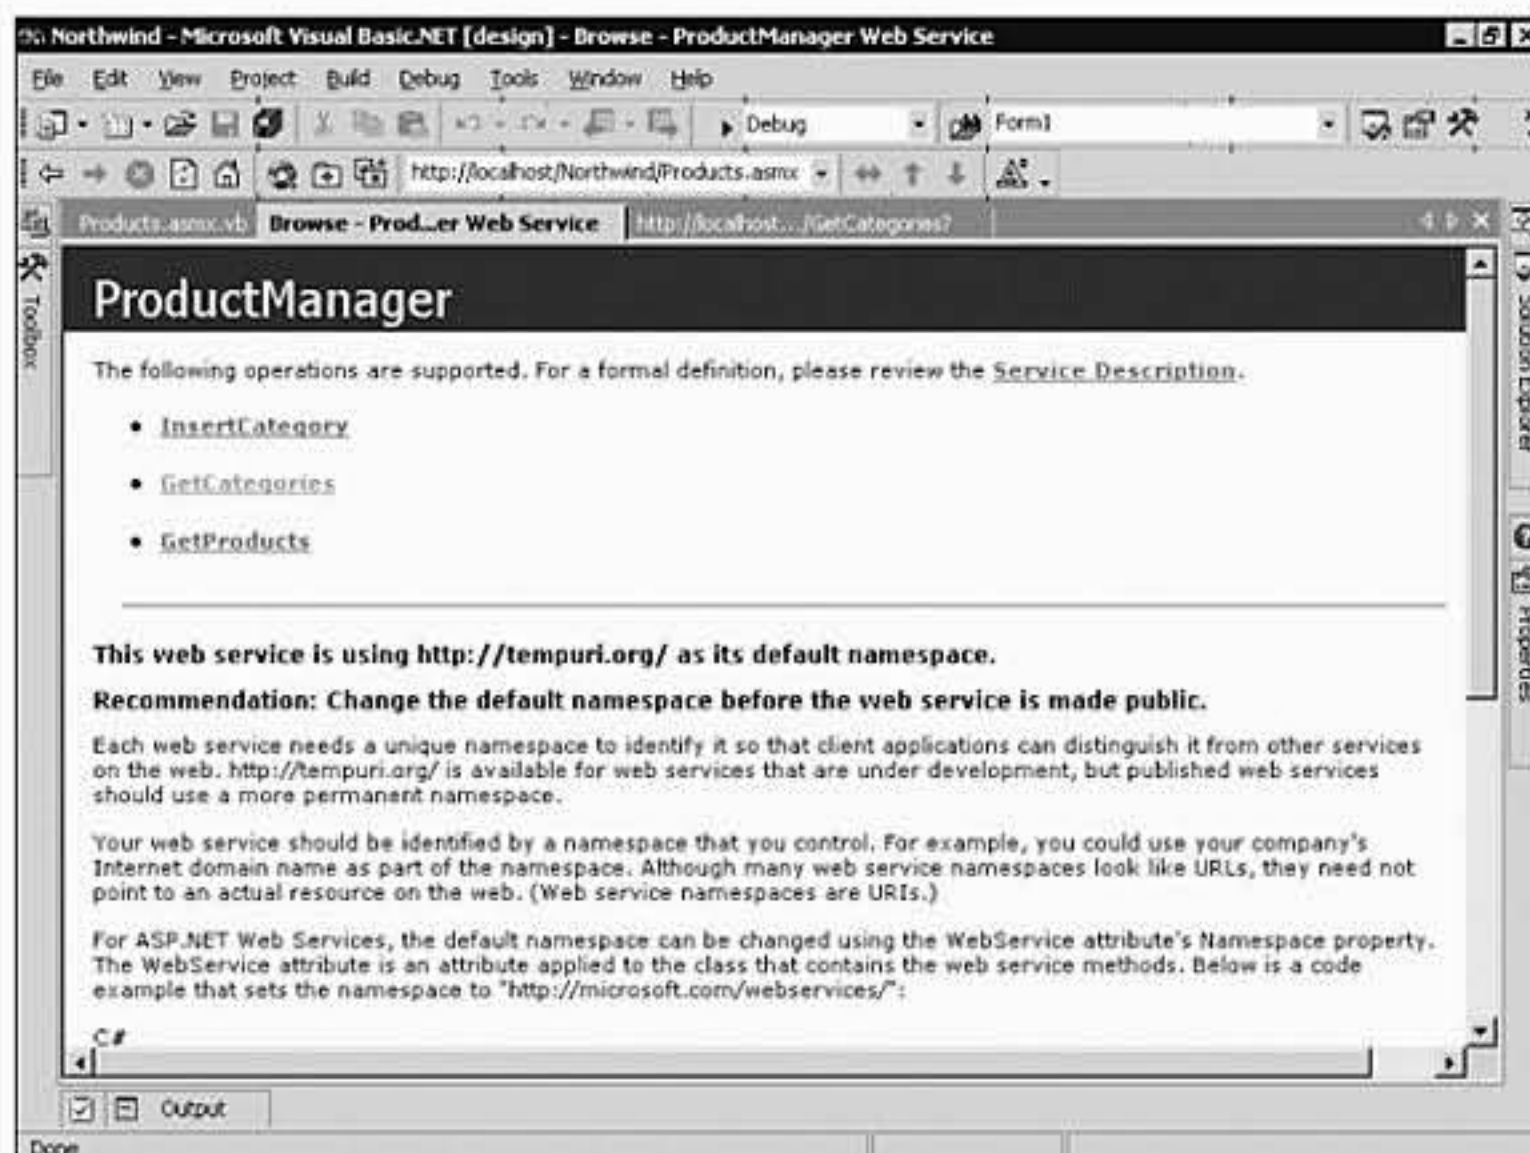 Northwind - Microsoft Visual Basic.NET [design] - Browse - ProductManager Web Service
File Edit View Project Build Debug Tools Window Help
Debug Form1
http://localhost/Northwind/Products.asmx
Products.asmx.vb Browse - Prod...er Web Service http://localhost.../GetCategories?
Toolbox
ProductManager
The following operations are supported. For a formal definition, please review the Service Description.
• InsertCategory
• GetCategories
• GetProducts
This web service is using http://tempuri.org/ as its default namespace.
Recommendation: Change the default namespace before the web service is made public.
Each web service needs a unique namespace to identify it so that client applications can distinguish it from other services
on the web. http://tempuri.org/ is available for web services that are under development, but published web services
should use a more permanent namespace.
Your web service should be identified by a namespace that you control. For example, you could use your company's
Internet domain name as part of the namespace. Although many web service namespaces look like URLs, they need not
point to an actual resource on the web. (Web service namespaces are URIs.)
For ASP.NET Web Services, the default namespace can be changed using the WebService attribute's Namespace property.
The WebService attribute is an attribute applied to the class that contains the web service methods. Below is a code
example that sets the namespace to "http://microsoft.com/webservices/":
C#
Solution Explorer
Properties
Output
Done